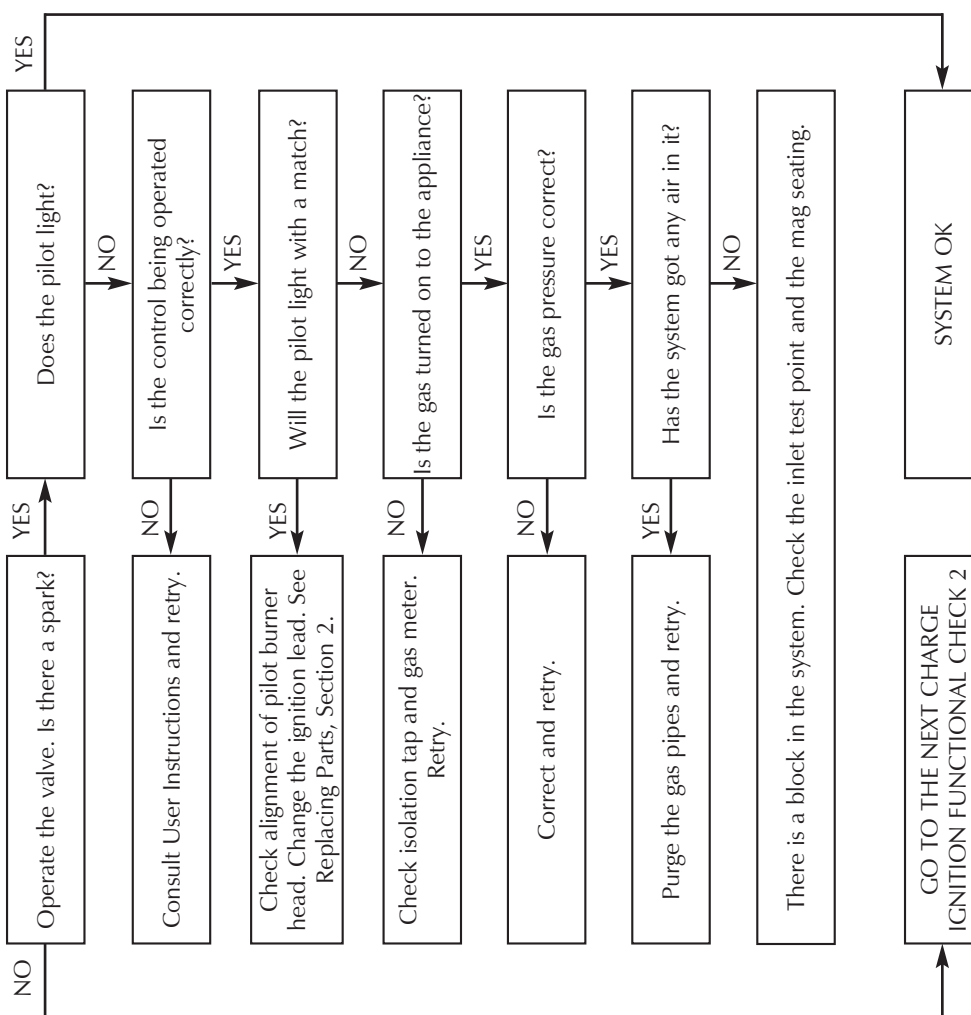 NO
Operate the valve. Is there a spark?
YES
Does the pilot light?
YES
NO
Consult User Instructions and retry.
NO
Is the control being operated
correctly?
YES
Check alignment of pilot burner
head. Change the ignition lead. See
Replacing Parts, Section 2.
YES
Will the pilot light with a match?
NO
Check isolation tap and gas meter.
Retry.
NO
Is the gas turned on to the appliance?
YES
Correct and retry.
NO
Is the gas pressure correct?
YES
Purge the gas pipes and retry.
YES
Has the system got any air in it?
NO
There is a block in the system. Check the inlet test point and the mag seating.
GO TO THE NEXT CHARGE
IGNITION FUNCTIONAL CHECK 2
SYSTEM OK